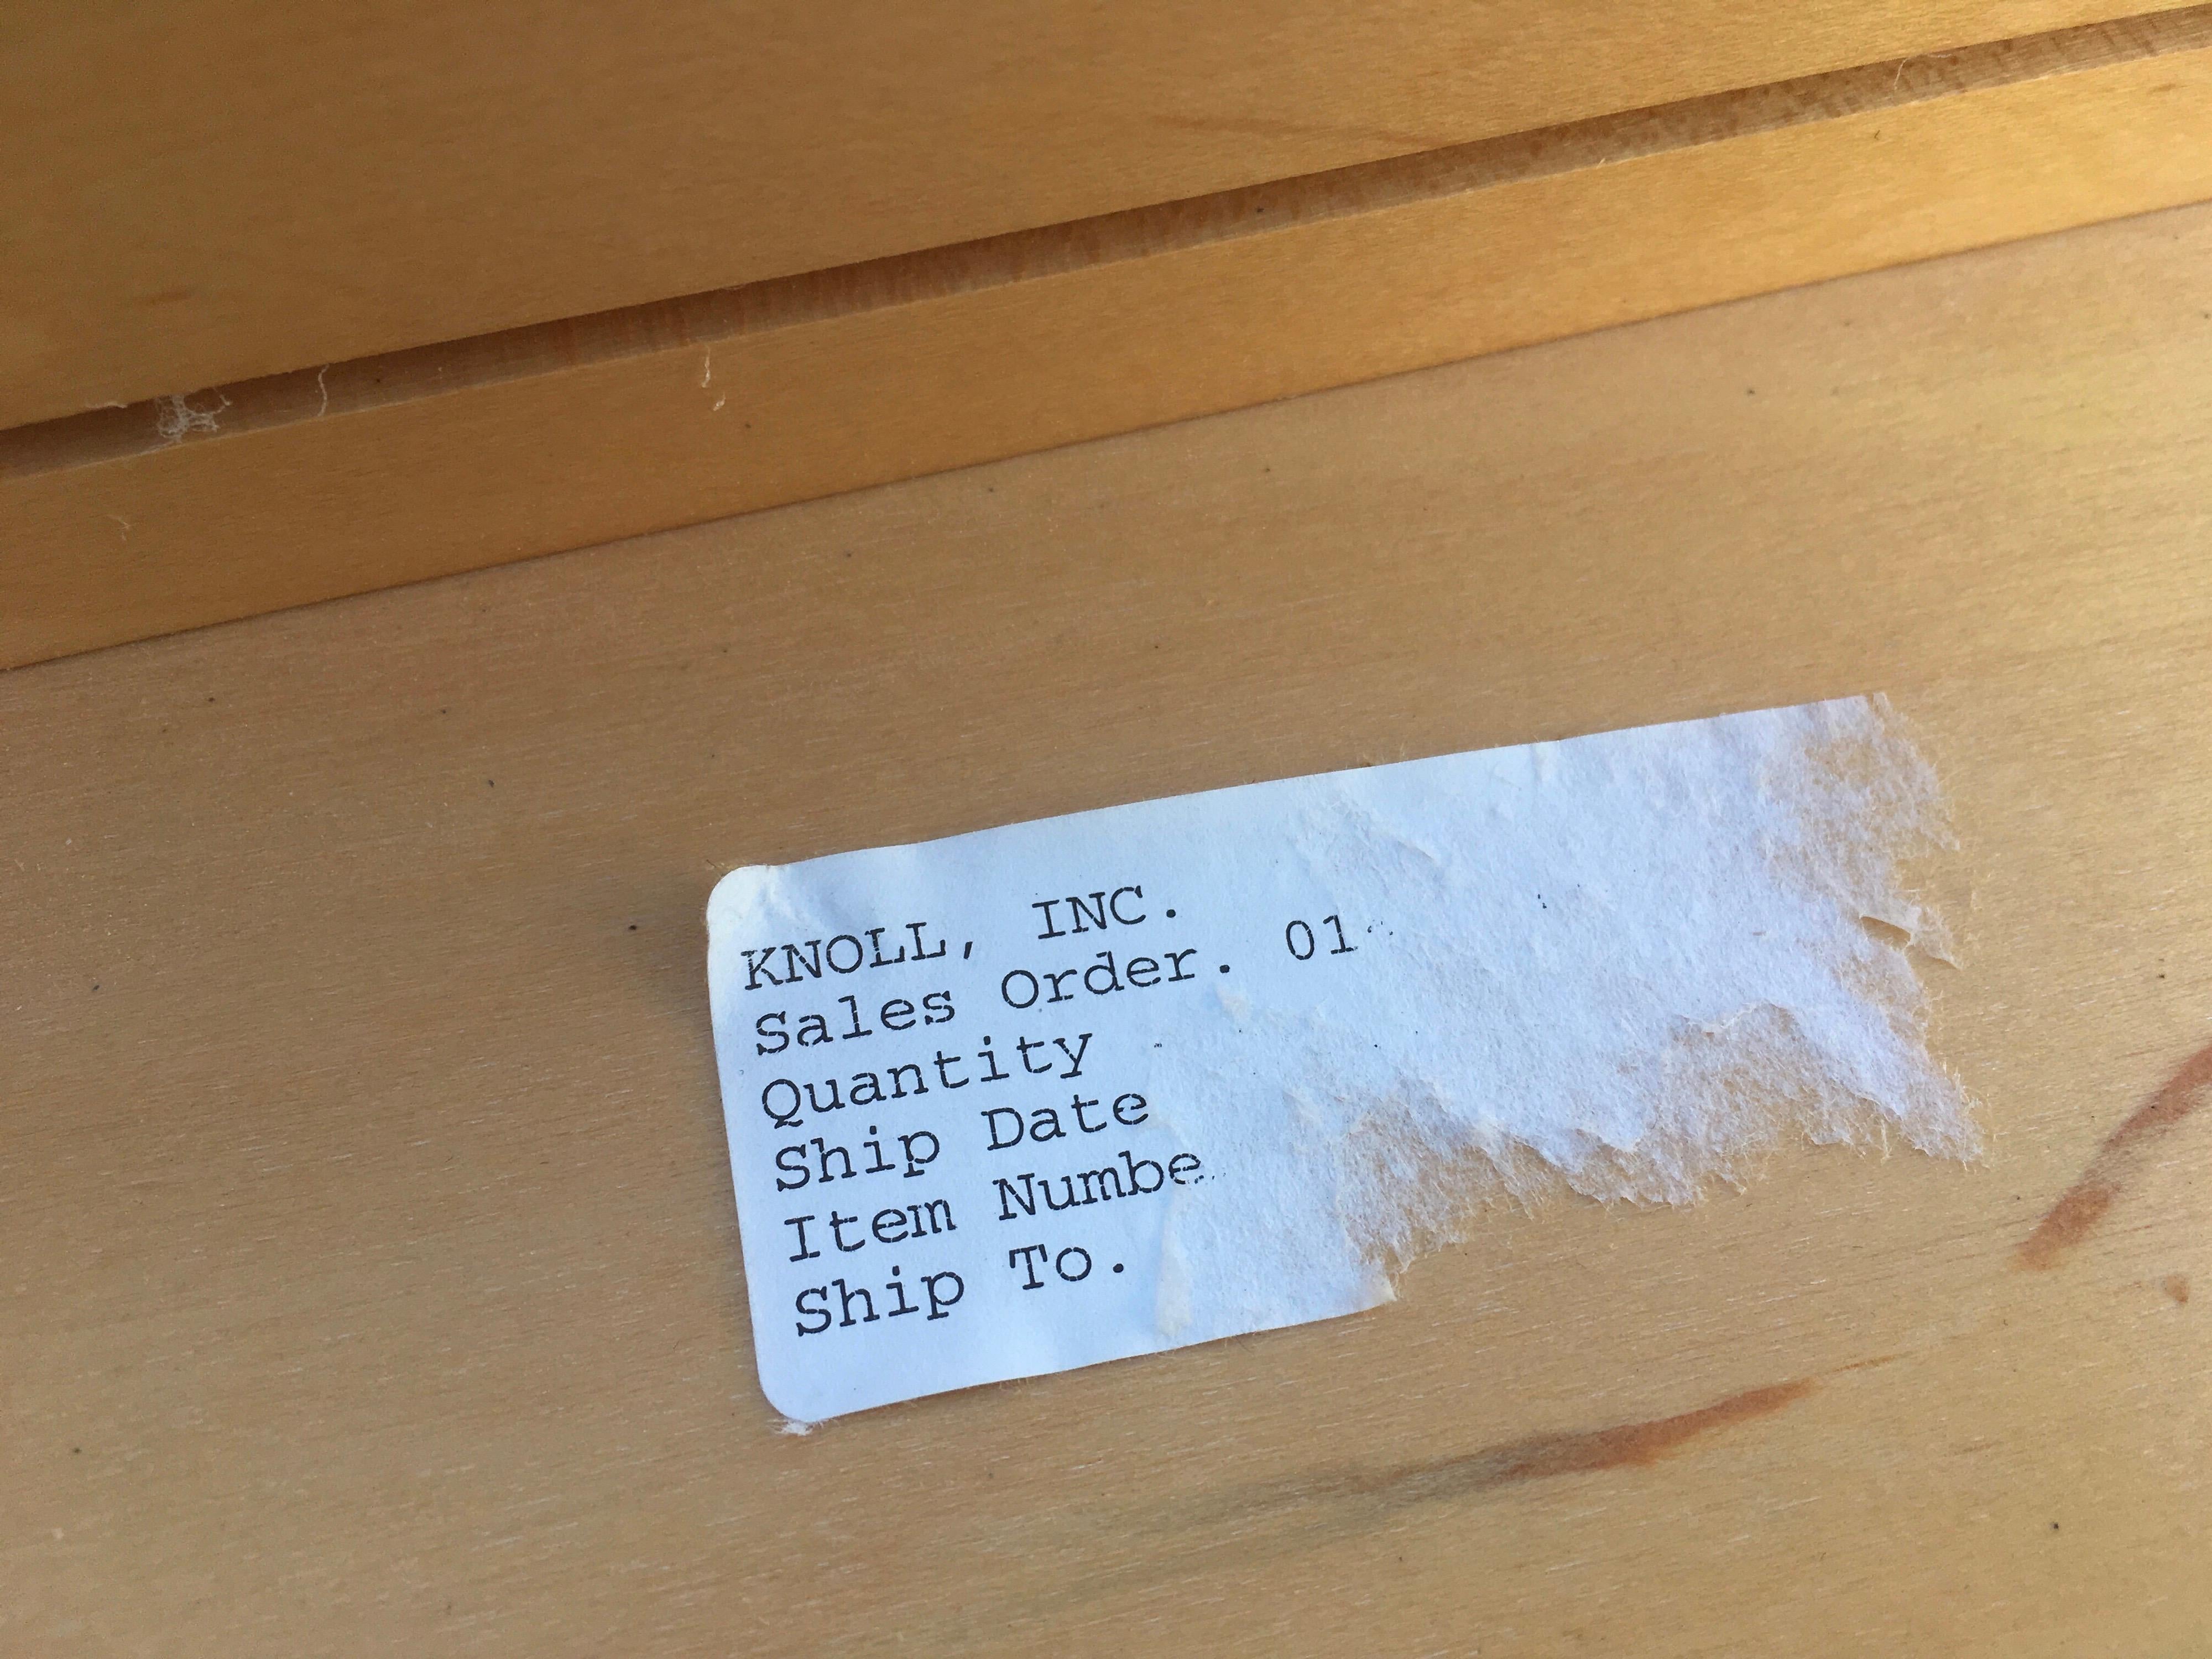 KNOLL, INC.
Sales Order. 01
Quantity
Ship Date
Item Numbe
Ship To.